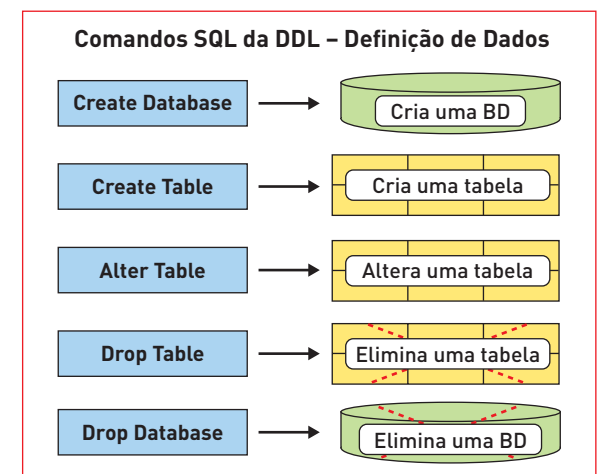 Comandos SQL da DDL – Definição de Dados
Create Database
Cria uma BD
Create Table
Cria uma tabela
Alter Table
Altera uma tabela
Drop Table
Elimina uma tabela
Drop Database
Elimina uma BD